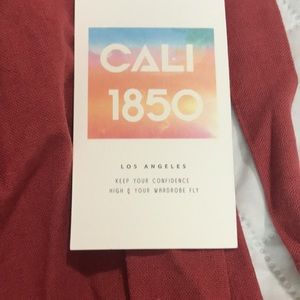 CALI
1850
LOS ANGELES
KEEP YOUR CONFIDENCE
HIGH & YOUR WARDROBE FLY